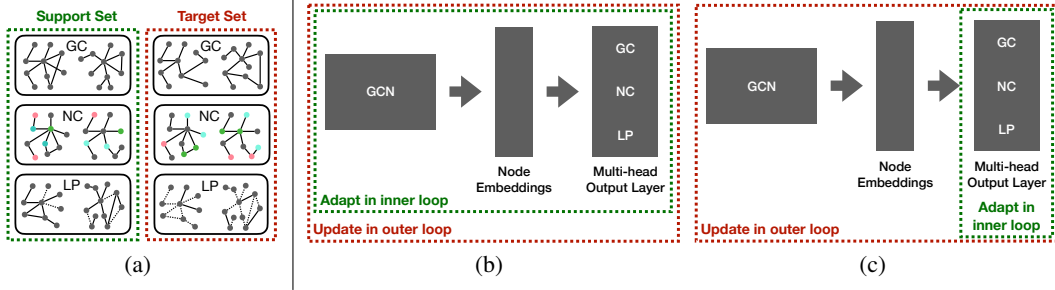 Support Set
Target Set
GC
GC
NC
NC
LP
LP
(a)
GCN
GC
NC
LP
Node
Embeddings
Multi-head
Output Layer
Adapt in inner loop
Update in outer loop
(b)
GCN
GC
NC
LP
Node
Embeddings
Multi-head
Output Layer
Adapt in
inner loop
Update in outer loop
(c)